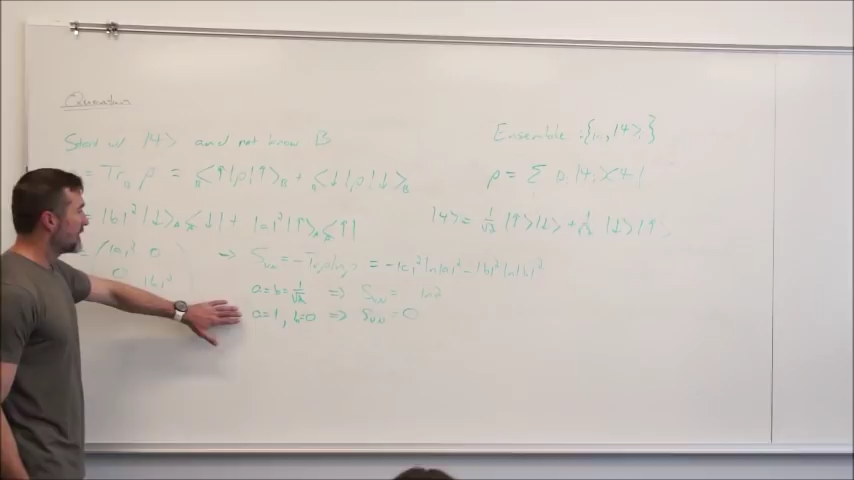 Quantum
Start w/ |ψ> and not know B
= Tr_B ρ = _B<↑|ρ|↑>_B + _B<↓|ρ|↓>_B
= |b|²|↓>_A _A<↓| + |a|²|↑>_A _A<↑|
= (|a|² 0
0 |b|²)
→ S_VN = -Tr ρ ln ρ = -|a|² ln|a|² - |b|² ln|b|²
a=b=1/√2 ⇒ S_VN = ln2
a=1, b=0 ⇒ S_VN = 0
Ensemble : {p_i, |ψ>_i}
ρ = Σ p_i |ψ_i><ψ_i|
|ψ> = 1/√2 |↑>|↓> + 1/√2 |↓>|↑>